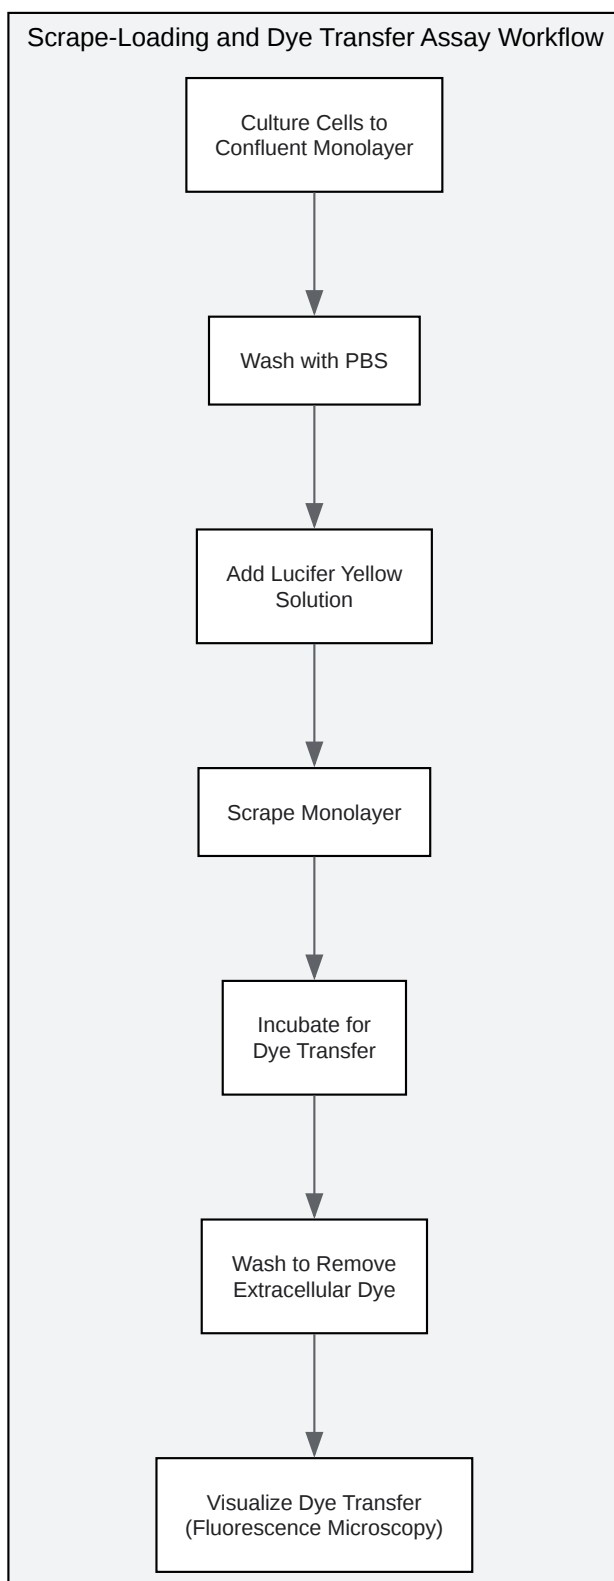 Scrape-Loading and Dye Transfer Assay Workflow
Culture Cells to
Confluent Monolayer
Wash with PBS
Add Lucifer Yellow
Solution
Scrape Monolayer
Incubate for
Dye Transfer
Wash to Remove
Extracellular Dye
Visualize Dye Transfer
(Fluorescence Microscopy)